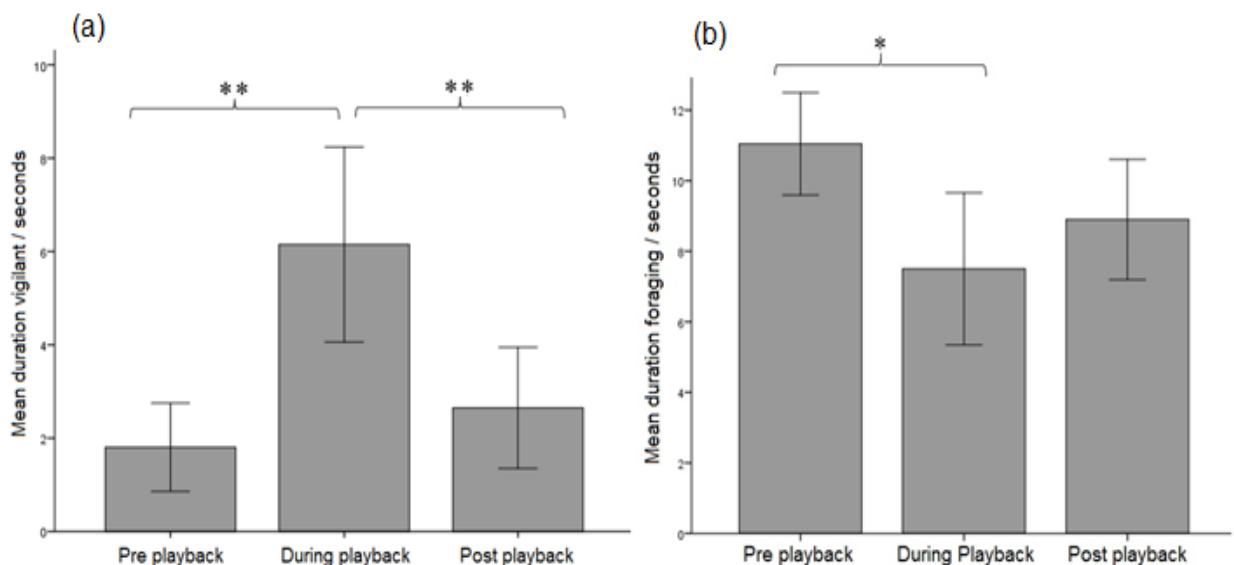 (a)
**
**
10
8
6
4
2
0
Mean duration vigilant / seconds
Pre playback
During playback
Post playback
(b)
*
12
10
8
6
4
2
0
Mean duration foraging / seconds
Pre playback
During Playback
Post playback